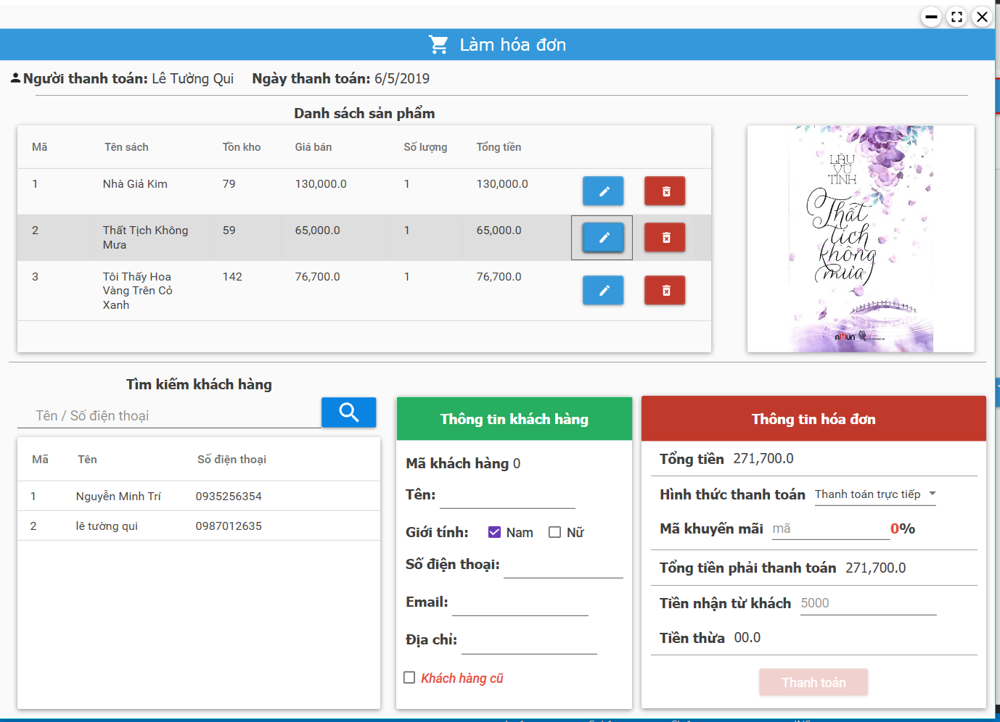 Làm hóa đơn
Người thanh toán: Lê Tường Qui Ngày thanh toán: 6/5/2019
Danh sách sản phẩm
Mã Tên sách Tồn kho Giá bán Số lượng Tổng tiền
1 Nhà Giả Kim 79 130,000.0 1 130,000.0
2 Thất Tịch Không Mưa 59 65,000.0 1 65,000.0
3 Tôi Thấy Hoa Vàng Trên Cỏ Xanh 142 76,700.0 1 76,700.0
LÂU
VŨ
TÌNH
Thất
tịch
không
mưa
AMUN
Tìm kiếm khách hàng
Tên / Số điện thoại
Mã Tên Số điện thoại
1 Nguyễn Minh Trí 0935256354
2 lê tường qui 0987012635
Thông tin khách hàng
Mã khách hàng 0
Tên:
Giới tính: Nam Nữ
Số điện thoại:
Email:
Địa chỉ:
Khách hàng cũ
Thông tin hóa đơn
Tổng tiền 271,700.0
Hình thức thanh toán Thanh toán trực tiếp
Mã khuyến mãi mã 0%
Tổng tiền phải thanh toán 271,700.0
Tiền nhận từ khách 5000
Tiền thừa 00.0
Thanh toán